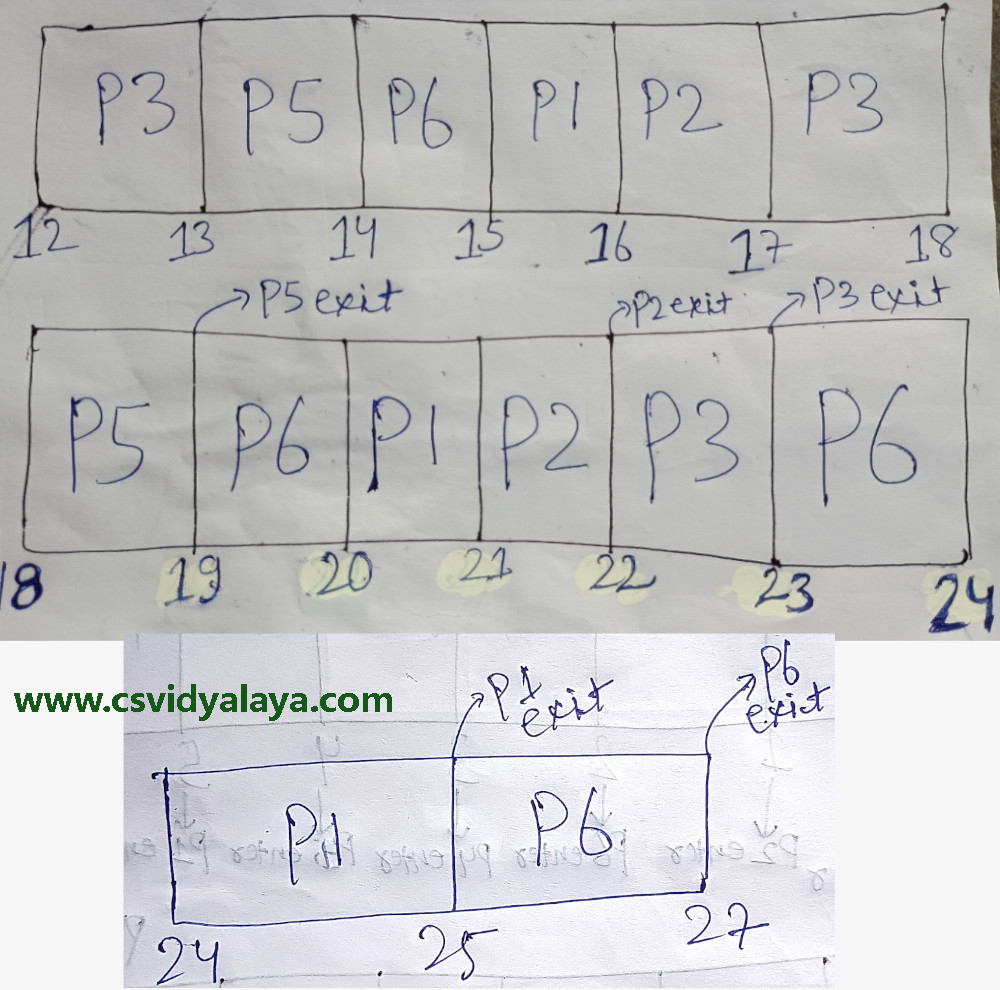 P3 P5 P6 P1 P2 P3
12 13 14 15 16 17 18
P5 exit P2 exit P3 exit
P5 P6 P1 P2 P3 P6
18 19 20 21 22 23 24
www.csvidyalaya.com
P1 exit
P6 exit
P1 P6
24 25 27